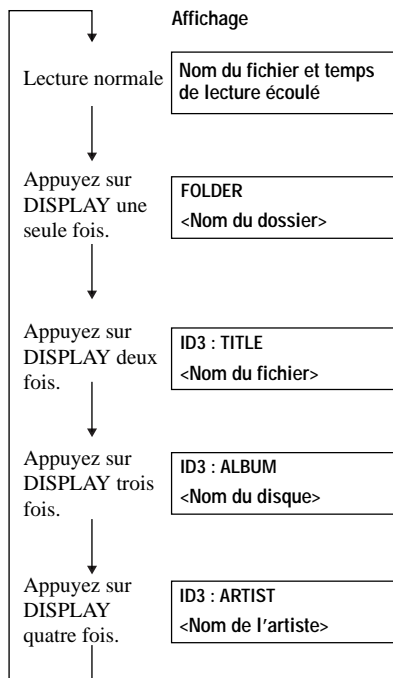 Affichage
Lecture normale
Nom du fichier et temps
de lecture écoulé
Appuyez sur
DISPLAY une
seule fois.
FOLDER
<Nom du dossier>
Appuyez sur
DISPLAY deux
fois.
ID3 : TITLE
<Nom du fichier>
Appuyez sur
DISPLAY trois
fois.
ID3 : ALBUM
<Nom du disque>
Appuyez sur
DISPLAY
quatre fois.
ID3 : ARTIST
<Nom de l'artiste>